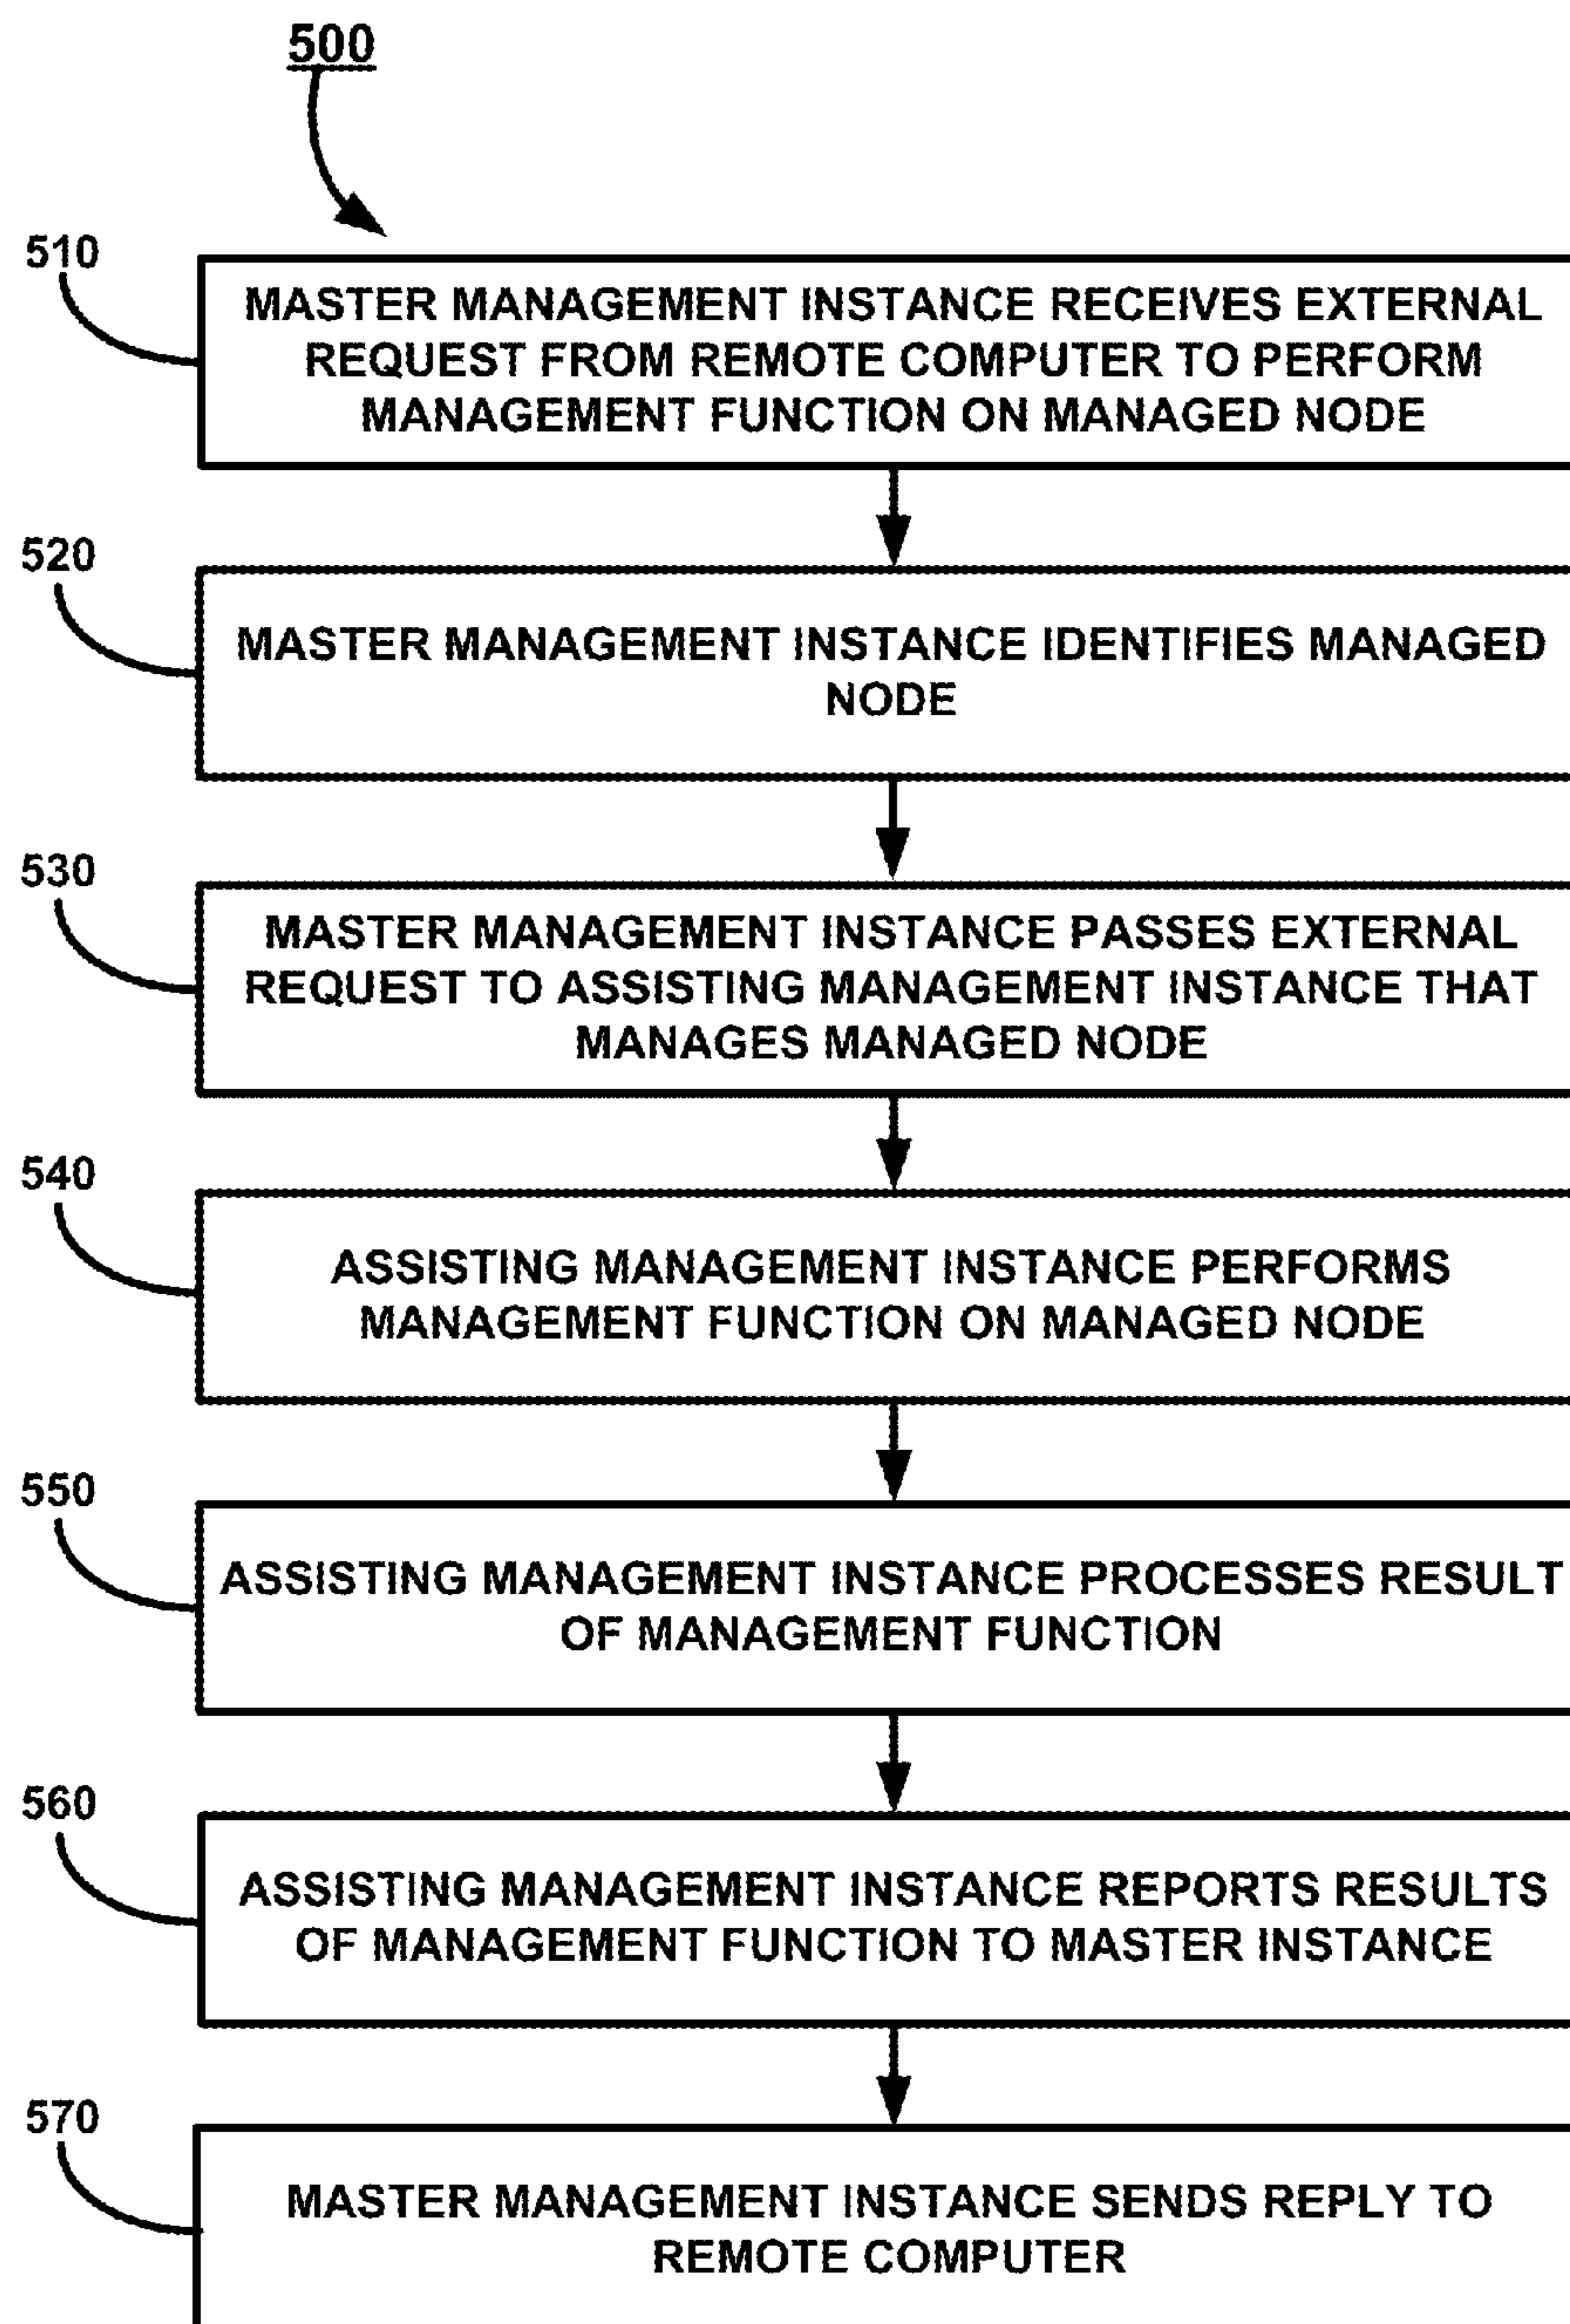 500
510
MASTER MANAGEMENT INSTANCE RECEIVES EXTERNAL
REQUEST FROM REMOTE COMPUTER TO PERFORM
MANAGEMENT FUNCTION ON MANAGED NODE
520
MASTER MANAGEMENT INSTANCE IDENTIFIES MANAGED
NODE
530
MASTER MANAGEMENT INSTANCE PASSES EXTERNAL
REQUEST TO ASSISTING MANAGEMENT INSTANCE THAT
MANAGES MANAGED NODE
540
ASSISTING MANAGEMENT INSTANCE PERFORMS
MANAGEMENT FUNCTION ON MANAGED NODE
550
ASSISTING MANAGEMENT INSTANCE PROCESSES RESULT
OF MANAGEMENT FUNCTION
560
ASSISTING MANAGEMENT INSTANCE REPORTS RESULTS
OF MANAGEMENT FUNCTION TO MASTER INSTANCE
570
MASTER MANAGEMENT INSTANCE SENDS REPLY TO
REMOTE COMPUTER